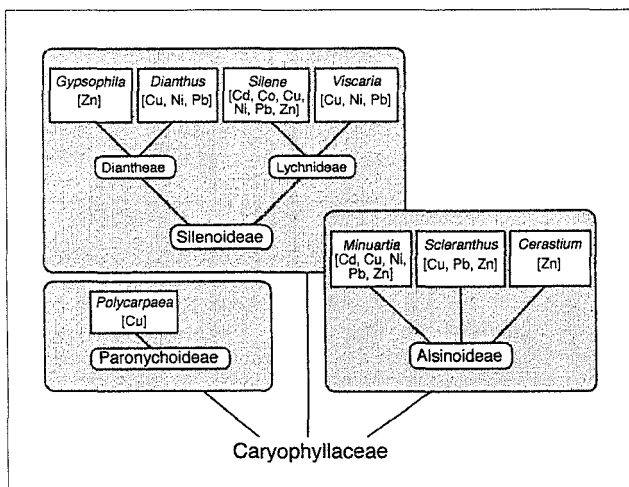 Gypsophila
[Zn]
Dianthus
[Cu, Ni, Pb]
Silene
[Cd, Co, Cu,
Ni, Pb, Zn]
Viscaria
[Cu, Ni, Pb]
Diantheae
Lychnideae
Silenoideae
Minuartia
[Cd, Cu, Ni,
Pb, Zn]
Scleranthus
[Cu, Pb, Zn]
Cerastium
[Zn]
Polycarpaea
[Cu]
Paronychoideae
Alsinoideae
Caryophyllaceae